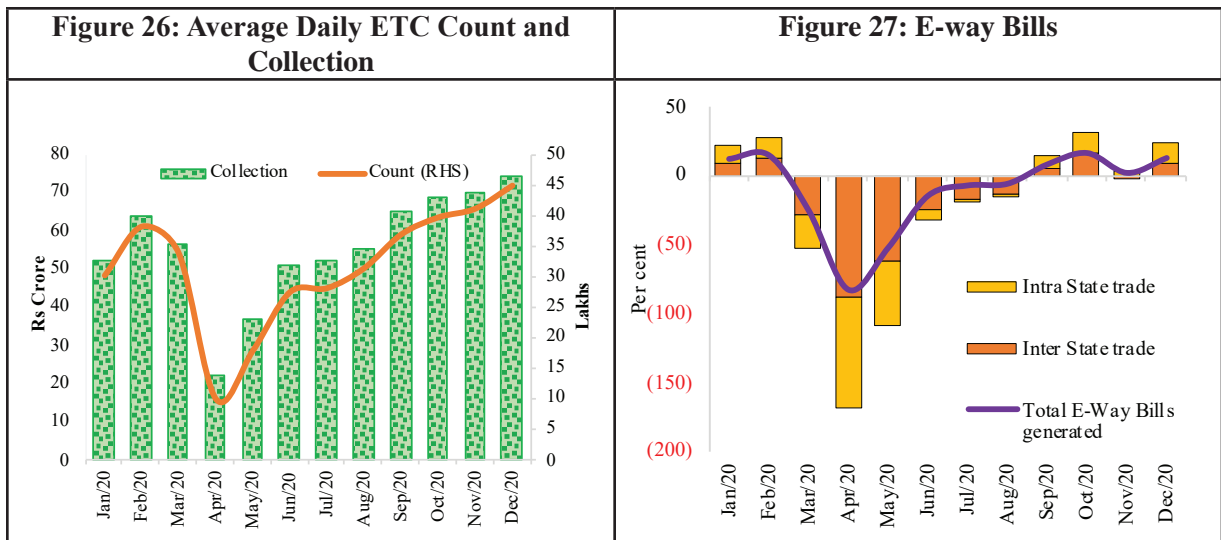 Figure 26: Average Daily ETC Count and
Collection
Figure 27: E-way Bills
80
70
60
50
40
30
20
10
0
Rs Crore
Collection
Count (RHS)
50
45
40
35
30
25
20
15
10
5
0
Lakhs
Jan/20
Feb/20
Mar/20
Apr/20
May/20
Jun/20
Jul/20
Aug/20
Sep/20
Oct/20
Nov/20
Dec/20
50
0
(50)
(100)
(150)
(200)
Per cent
Intra State trade
Inter State trade
Total E-Way Bills
generated
Jan/20
Feb/20
Mar/20
Apr/20
May/20
Jun/20
Jul/20
Aug/20
Sep/20
Oct/20
Nov/20
Dec/20